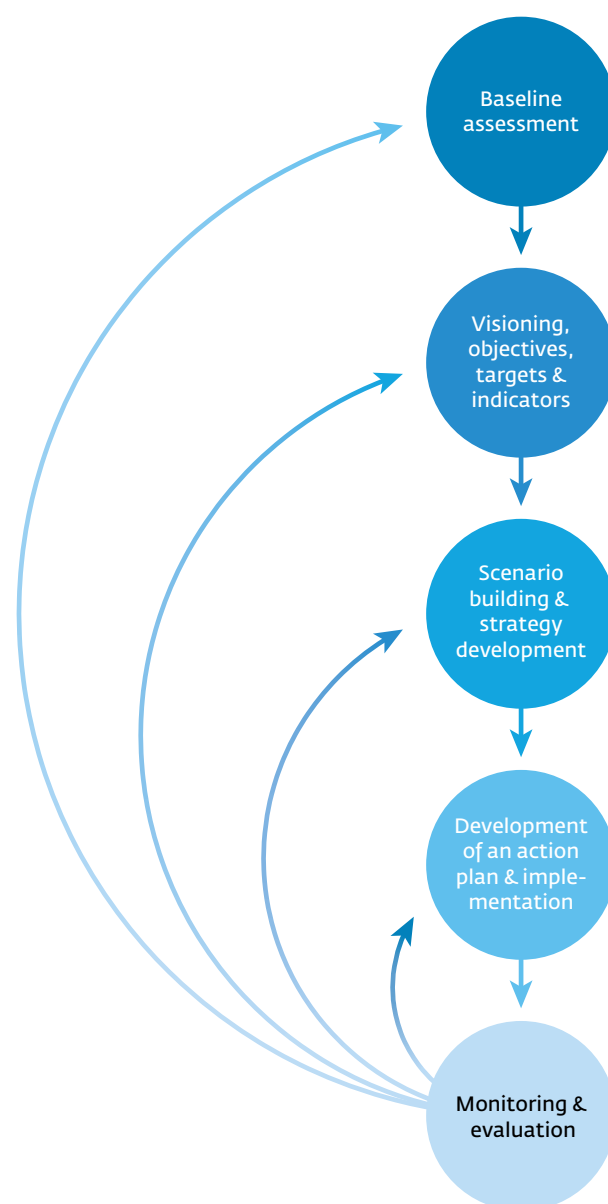 Baseline
assessment
Visioning,
objectives,
targets &
indicators
Scenario
building &
strategy
development
Development
of an action
plan & imple-
mentation
Monitoring &
evaluation